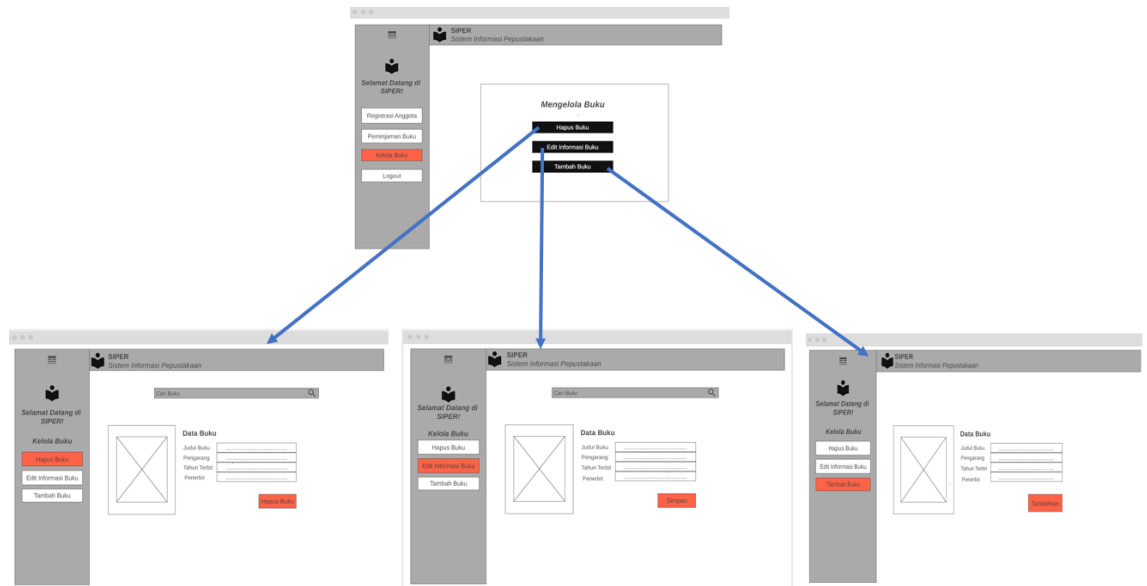 SIPER
Sistem Informasi Pepustakaan
Selamat Datang di
SIPER!
Registrasi Anggota
Peminjaman Buku
Kelola Buku
Logout
Mengelola Buku
Hapus Buku
Edit Informasi Buku
Tambah Buku
SIPER
Sistem Informasi Pepustakaan
Selamat Datang di
SIPER!
Kelola Buku
Hapus Buku
Edit Informasi Buku
Tambah Buku
Cari Buku
Data Buku
Judul Buku
Pengarang
Tahun Terbit
Penerbit
Hapus Buku
SIPER
Sistem Informasi Pepustakaan
Selamat Datang di
SIPER!
Kelola Buku
Hapus Buku
Edit Informasi Buku
Tambah Buku
Cari Buku
Data Buku
Judul Buku
Pengarang
Tahun Terbit
Penerbit
Simpan
SIPER
Sistem Informasi Pepustakaan
Selamat Datang di
SIPER!
Kelola Buku
Hapus Buku
Edit Informasi Buku
Tambah Buku
Data Buku
Judul Buku
Pengarang
Tahun Terbit
Penerbit
Tambahkan